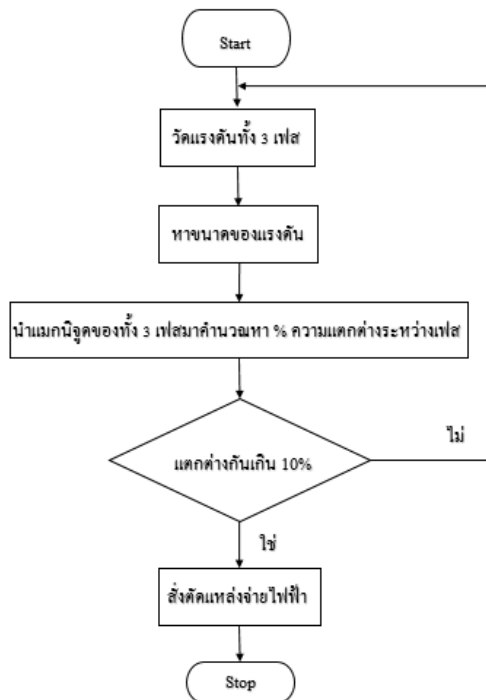 Start
วัดแรงดันทั้ง 3 เฟส
หาขนาดของแรงดัน
นำแมกนิจูดของทั้ง 3 เฟสมาคำนวณหา % ความแตกต่างระหว่างเฟส
แตกต่างกันเกิน 10%
ไม่
ใช่
สั่งตัดแหล่งจ่ายไฟฟ้า
Stop